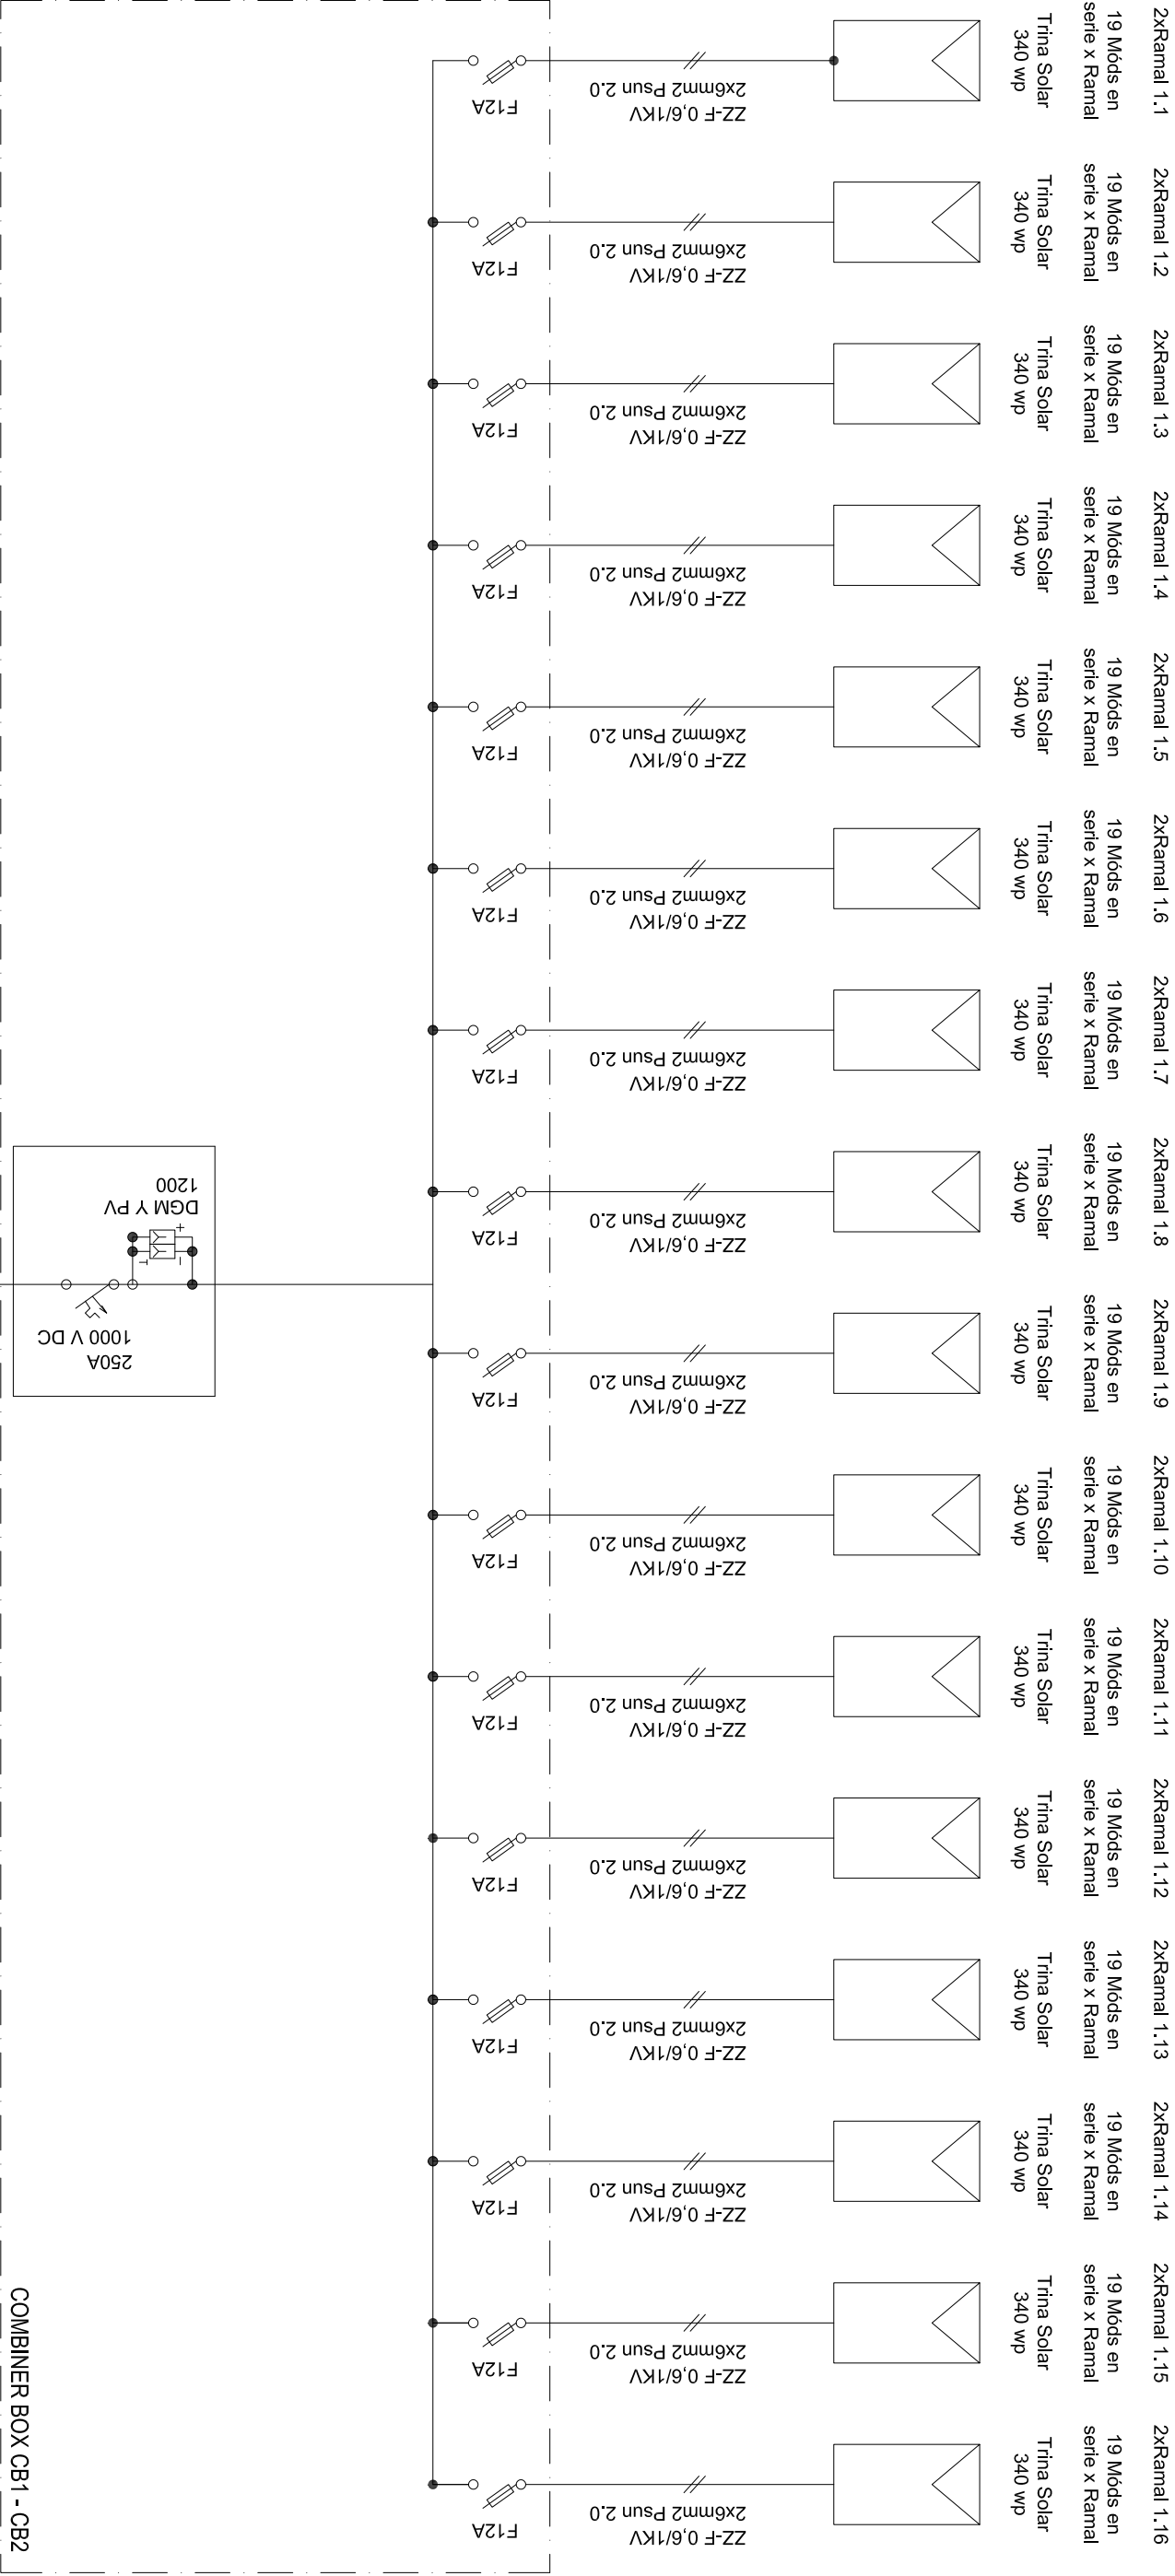 2xRamal 1.1
19 Móds en
serie x Ramal
Trina Solar
340 wp
ZZ-F 0,6/1KV
2x6mm2 Psun 2.0
F12A
2xRamal 1.2
19 Móds en
serie x Ramal
Trina Solar
340 wp
ZZ-F 0,6/1KV
2x6mm2 Psun 2.0
F12A
2xRamal 1.3
19 Móds en
serie x Ramal
Trina Solar
340 wp
ZZ-F 0,6/1KV
2x6mm2 Psun 2.0
F12A
2xRamal 1.4
19 Móds en
serie x Ramal
Trina Solar
340 wp
ZZ-F 0,6/1KV
2x6mm2 Psun 2.0
F12A
2xRamal 1.5
19 Móds en
serie x Ramal
Trina Solar
340 wp
ZZ-F 0,6/1KV
2x6mm2 Psun 2.0
F12A
2xRamal 1.6
19 Móds en
serie x Ramal
Trina Solar
340 wp
ZZ-F 0,6/1KV
2x6mm2 Psun 2.0
F12A
2xRamal 1.7
19 Móds en
serie x Ramal
Trina Solar
340 wp
ZZ-F 0,6/1KV
2x6mm2 Psun 2.0
F12A
2xRamal 1.8
19 Móds en
serie x Ramal
Trina Solar
340 wp
ZZ-F 0,6/1KV
2x6mm2 Psun 2.0
F12A
2xRamal 1.9
19 Móds en
serie x Ramal
Trina Solar
340 wp
ZZ-F 0,6/1KV
2x6mm2 Psun 2.0
F12A
2xRamal 1.10
19 Móds en
serie x Ramal
Trina Solar
340 wp
ZZ-F 0,6/1KV
2x6mm2 Psun 2.0
F12A
2xRamal 1.11
19 Móds en
serie x Ramal
Trina Solar
340 wp
ZZ-F 0,6/1KV
2x6mm2 Psun 2.0
F12A
2xRamal 1.12
19 Móds en
serie x Ramal
Trina Solar
340 wp
ZZ-F 0,6/1KV
2x6mm2 Psun 2.0
F12A
2xRamal 1.13
19 Móds en
serie x Ramal
Trina Solar
340 wp
ZZ-F 0,6/1KV
2x6mm2 Psun 2.0
F12A
2xRamal 1.14
19 Móds en
serie x Ramal
Trina Solar
340 wp
ZZ-F 0,6/1KV
2x6mm2 Psun 2.0
F12A
2xRamal 1.15
19 Móds en
serie x Ramal
Trina Solar
340 wp
ZZ-F 0,6/1KV
2x6mm2 Psun 2.0
F12A
2xRamal 1.16
19 Móds en
serie x Ramal
Trina Solar
340 wp
ZZ-F 0,6/1KV
2x6mm2 Psun 2.0
F12A
DGM Y PV
1200
+ -
T
250A
1000 V DC
COMBINER BOX CB1 - CB2